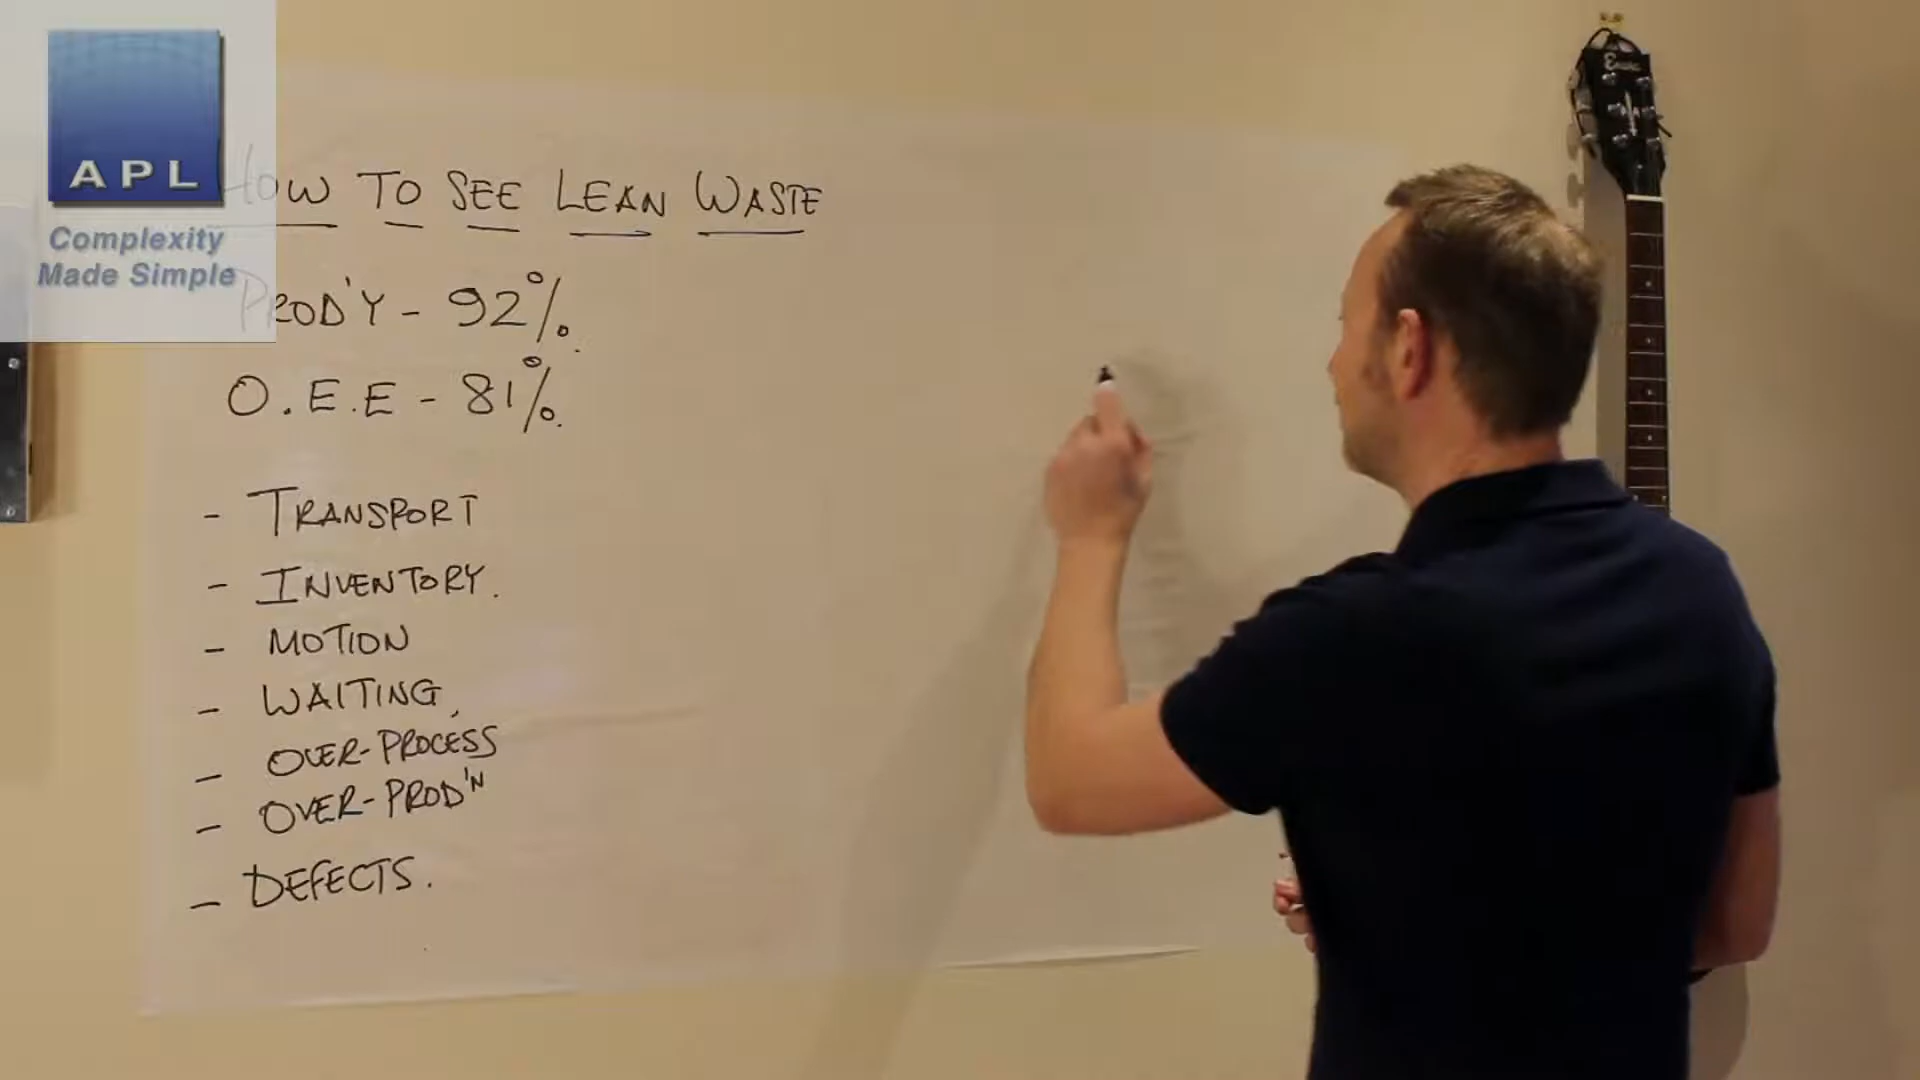 APL
Complexity
Made Simple
HOW TO SEE LEAN WASTE
PROD'Y - 92%.
O.E.E - 81%.
- TRANSPORT
- INVENTORY.
- MOTION
- WAITING
- OVER-PROCESS
- OVER-PROD'N
- DEFECTS.